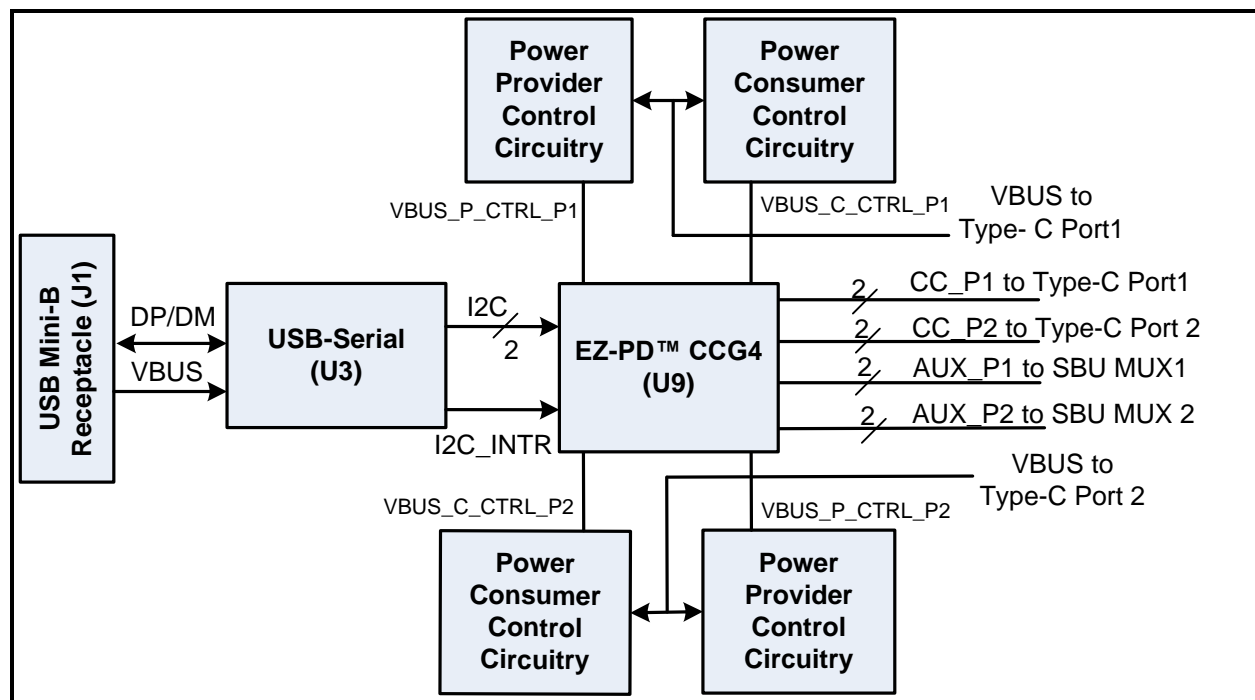 Power
Provider
Control
Circuitry
Power
Consumer
Control
Circuitry
VBUS_P_CTRL_P1
VBUS_C_CTRL_P1
VBUS to
Type- C Port1
USB Mini-B
Receptacle (J1)
DP/DM
VBUS
USB-Serial
(U3)
I2C
2
I2C_INTR
EZ-PD™ CCG4
(U9)
2
CC_P1 to Type-C Port1
2
CC_P2 to Type-C Port 2
2
AUX_P1 to SBU MUX1
2
AUX_P2 to SBU MUX 2
VBUS to
Type-C Port 2
VBUS_C_CTRL_P2
VBUS_P_CTRL_P2
Power
Consumer
Control
Circuitry
Power
Provider
Control
Circuitry